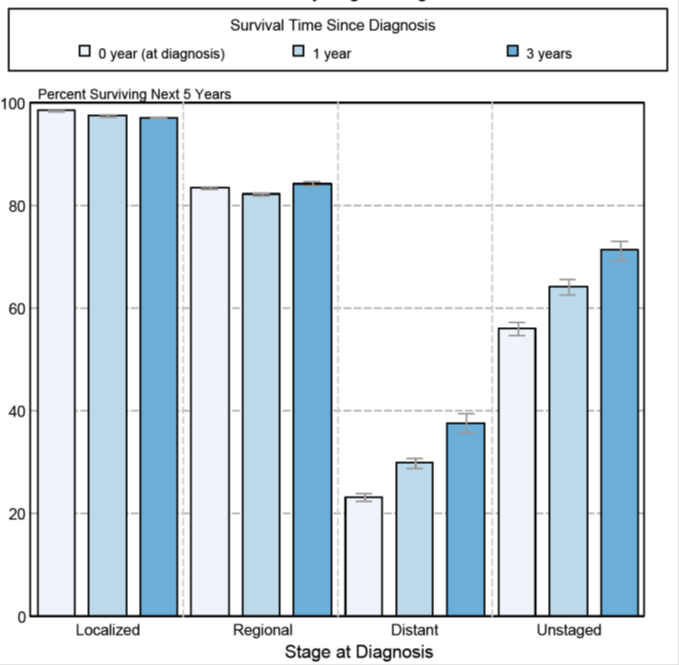 Survival Time Since Diagnosis
0 year (at diagnosis) 1 year 3 years
Percent Surviving Next 5 Years
100
80
60
40
20
0
Localized Regional Distant Unstaged
Stage at Diagnosis